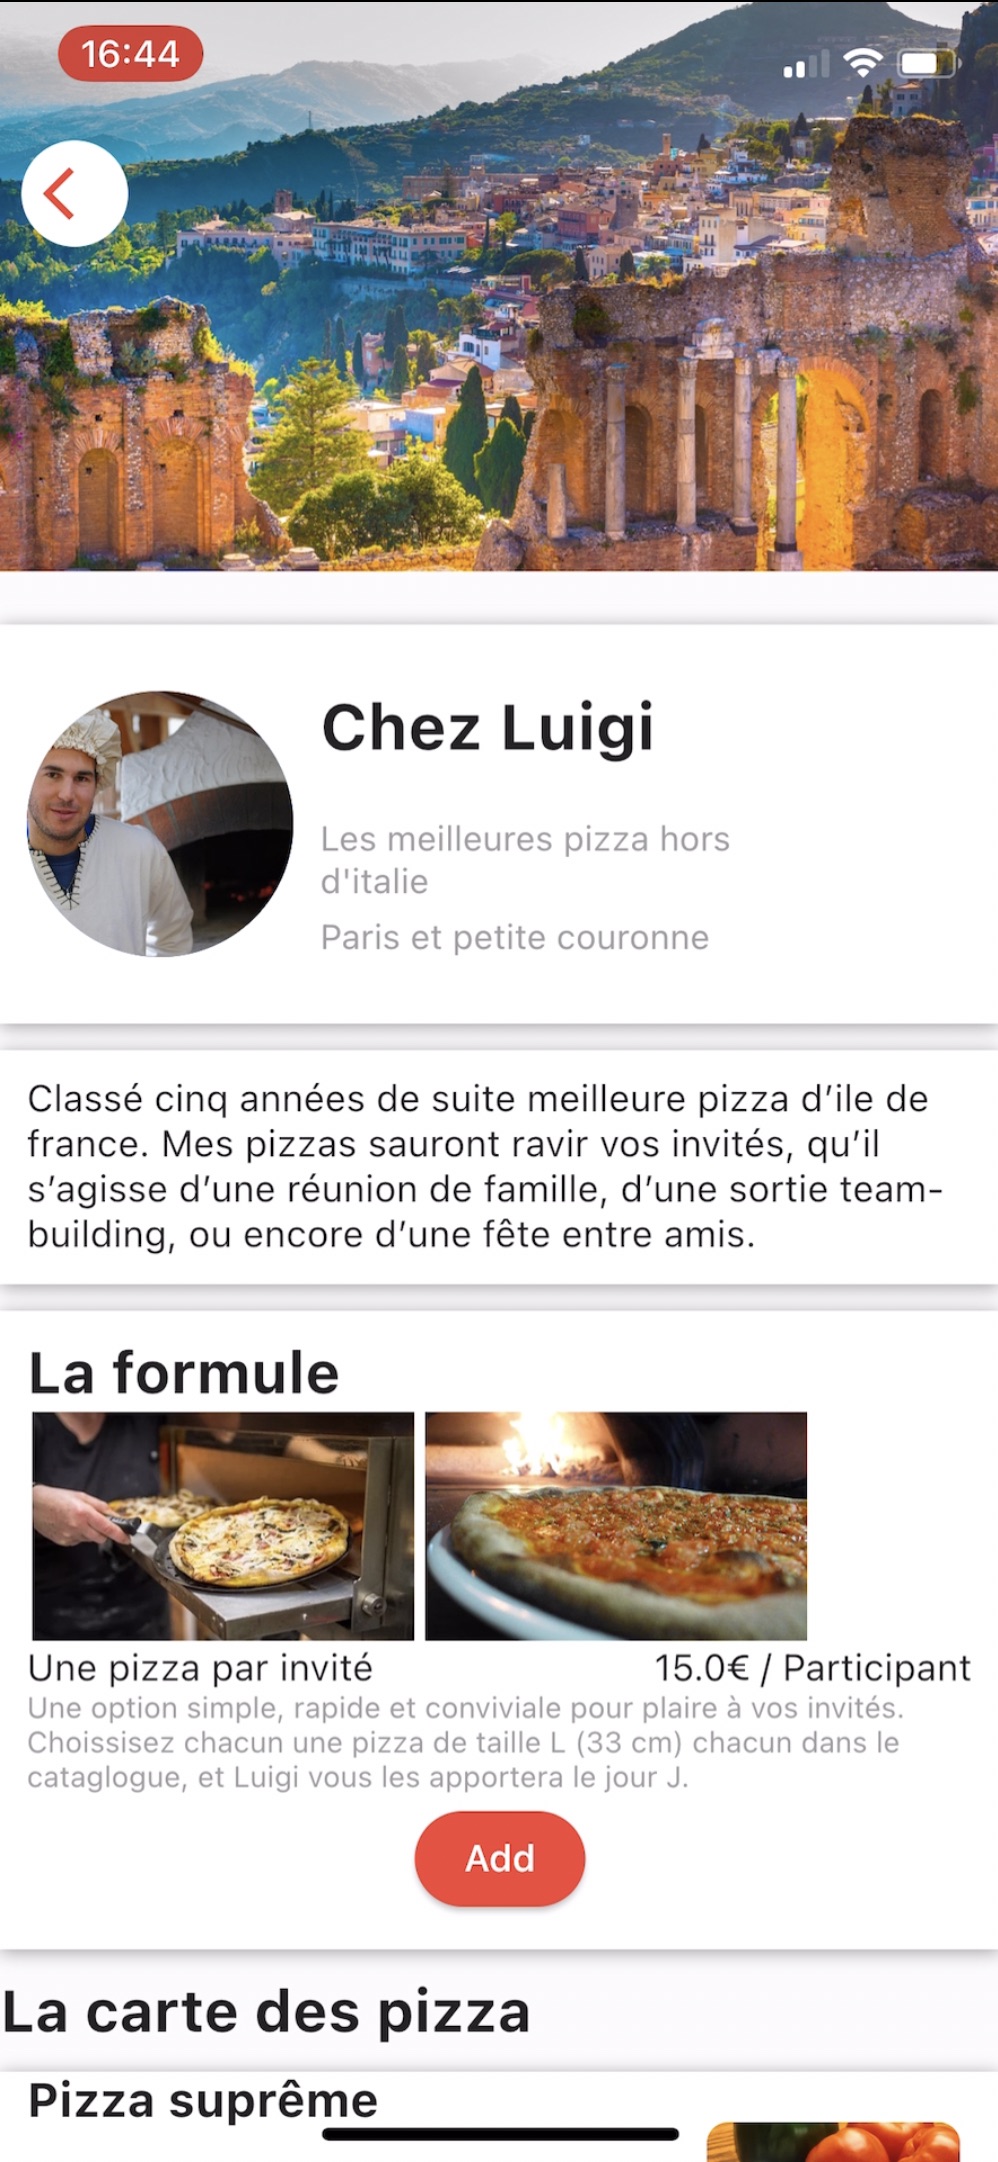 16:44
Chez Luigi
Les meilleures pizza hors
d'italie
Paris et petite couronne
Classé cinq années de suite meilleure pizza d’ile de
france. Mes pizzas sauront ravir vos invités, qu’il
s’agisse d’une réunion de famille, d’une sortie team-
building, ou encore d’une fête entre amis.
La formule
Une pizza par invité 15.0€ / Participant
Une option simple, rapide et conviviale pour plaire à vos invités.
Choissisez chacun une pizza de taille L (33 cm) chacun dans le
cataglogue, et Luigi vous les apportera le jour J.
Add
La carte des pizza
Pizza suprême